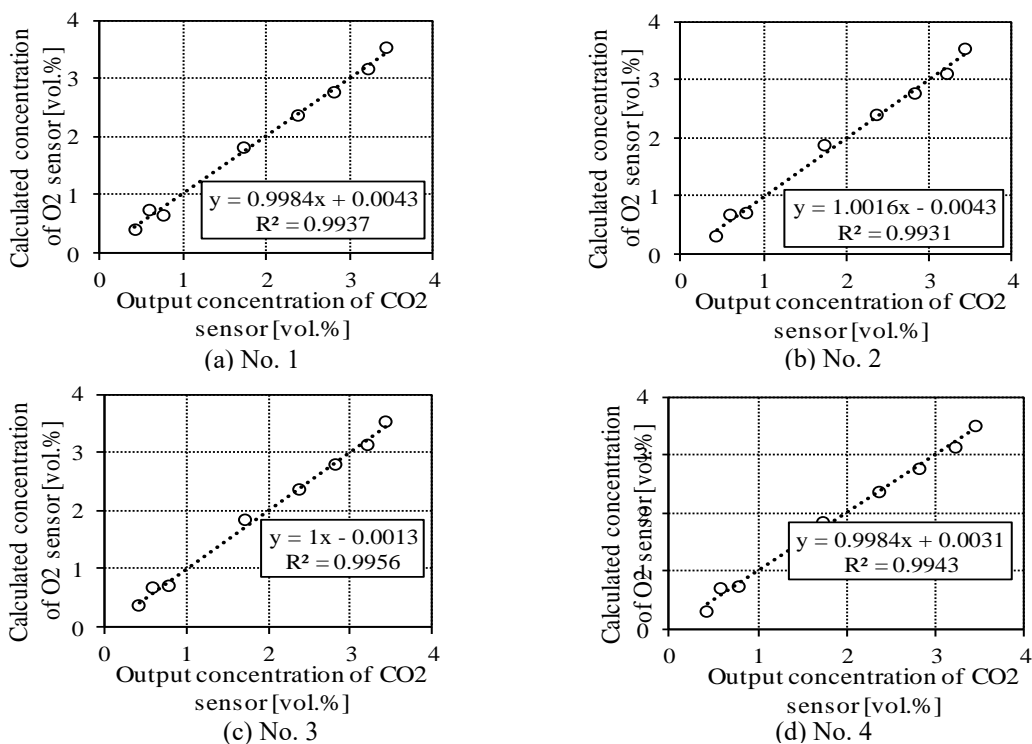 4
3
2
1
0
Calculated concentration
of O2 sensor [vol.%]
y = 0.9984x + 0.0043
R² = 0.9937
0 1 2 3 4
Output concentration of CO2
sensor [vol.%]
(a) No. 1
4
3
2
1
0
Calculated concentration
of O2 sensor [vol.%]
y = 1.0016x - 0.0043
R² = 0.9931
0 1 2 3 4
Output concentration of CO2
sensor [vol.%]
(b) No. 2
4
3
2
1
0
Calculated concentration
of O2 sensor [vol.%]
y = 1x - 0.0013
R² = 0.9956
0 1 2 3 4
Output concentration of CO2
sensor [vol.%]
(c) No. 3
4
3
2
1
0
Calculated concentration
of O2 sensor [vol%]
y = 0.9984x + 0.0031
R² = 0.9943
0 1 2 3 4
Output concentration of CO2
sensor [vol.%]
(d) No. 4